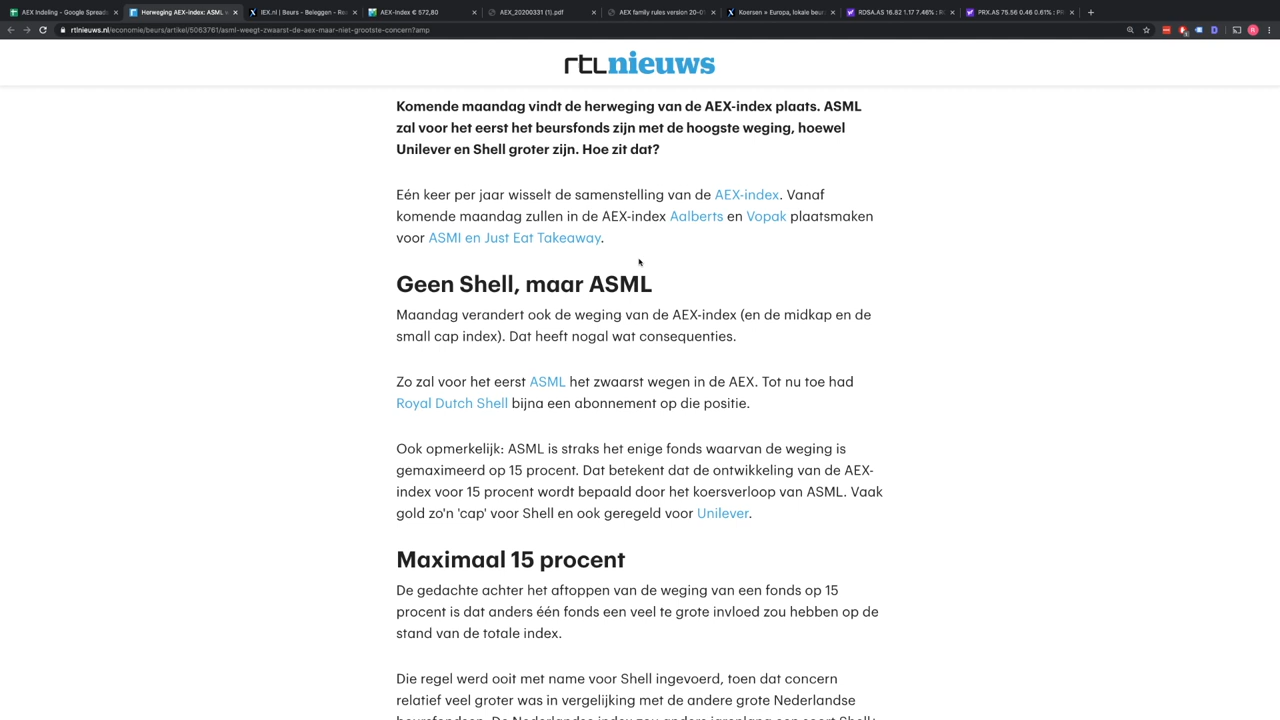 AEX Indeling - Google Spreads
Herweging AEX-index: ASML
IEX.nl | Beurs - Beleggen - Re
AEX-Index € 572,80
AEX_20200331 (1).pdf
AEX family rules version 20-0
Koersen » Europa, lokale beu
RDSA.AS 16.82 1.17 7.46% : R
PRX.AS 75.56 0.46 0.61% : PR
rtlnieuws.nl/economie/beurs/artikel/5063761/asml-weegt-zwaarst-de-aex-maar-niet-grootste-concern?amp
rtlnieuws
Komende maandag vindt de herweging van de AEX-index plaats. ASML
zal voor het eerst het beursfonds zijn met de hoogste weging, hoewel
Unilever en Shell groter zijn. Hoe zit dat?
Eén keer per jaar wisselt de samenstelling van de AEX-index. Vanaf
komende maandag zullen in de AEX-index Aalberts en Vopak plaatsmaken
voor ASMI en Just Eat Takeaway.
Geen Shell, maar ASML
Maandag verandert ook de weging van de AEX-index (en de midkap en de
small cap index). Dat heeft nogal wat consequenties.
Zo zal voor het eerst ASML het zwaarst wegen in de AEX. Tot nu toe had
Royal Dutch Shell bijna een abonnement op die positie.
Ook opmerkelijk: ASML is straks het enige fonds waarvan de weging is
gemaximeerd op 15 procent. Dat betekent dat de ontwikkeling van de AEX-
index voor 15 procent wordt bepaald door het koersverloop van ASML. Vaak
gold zo'n 'cap' voor Shell en ook geregeld voor Unilever.
Maximaal 15 procent
De gedachte achter het aftoppen van de weging van een fonds op 15
procent is dat anders één fonds een veel te grote invloed zou hebben op de
stand van de totale index.
Die regel werd ooit met name voor Shell ingevoerd, toen dat concern
relatief veel groter was in vergelijking met de andere grote Nederlandse